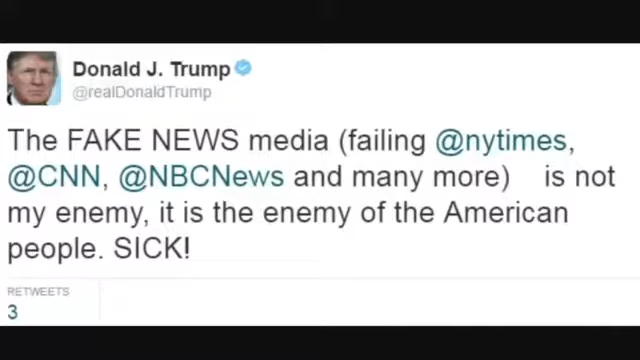 Donald J. Trump
@realDonaldTrump
The FAKE NEWS media (failing @nytimes,
@CNN, @NBCNews and many more) is not
my enemy, it is the enemy of the American
people. SICK!
RETWEETS
3